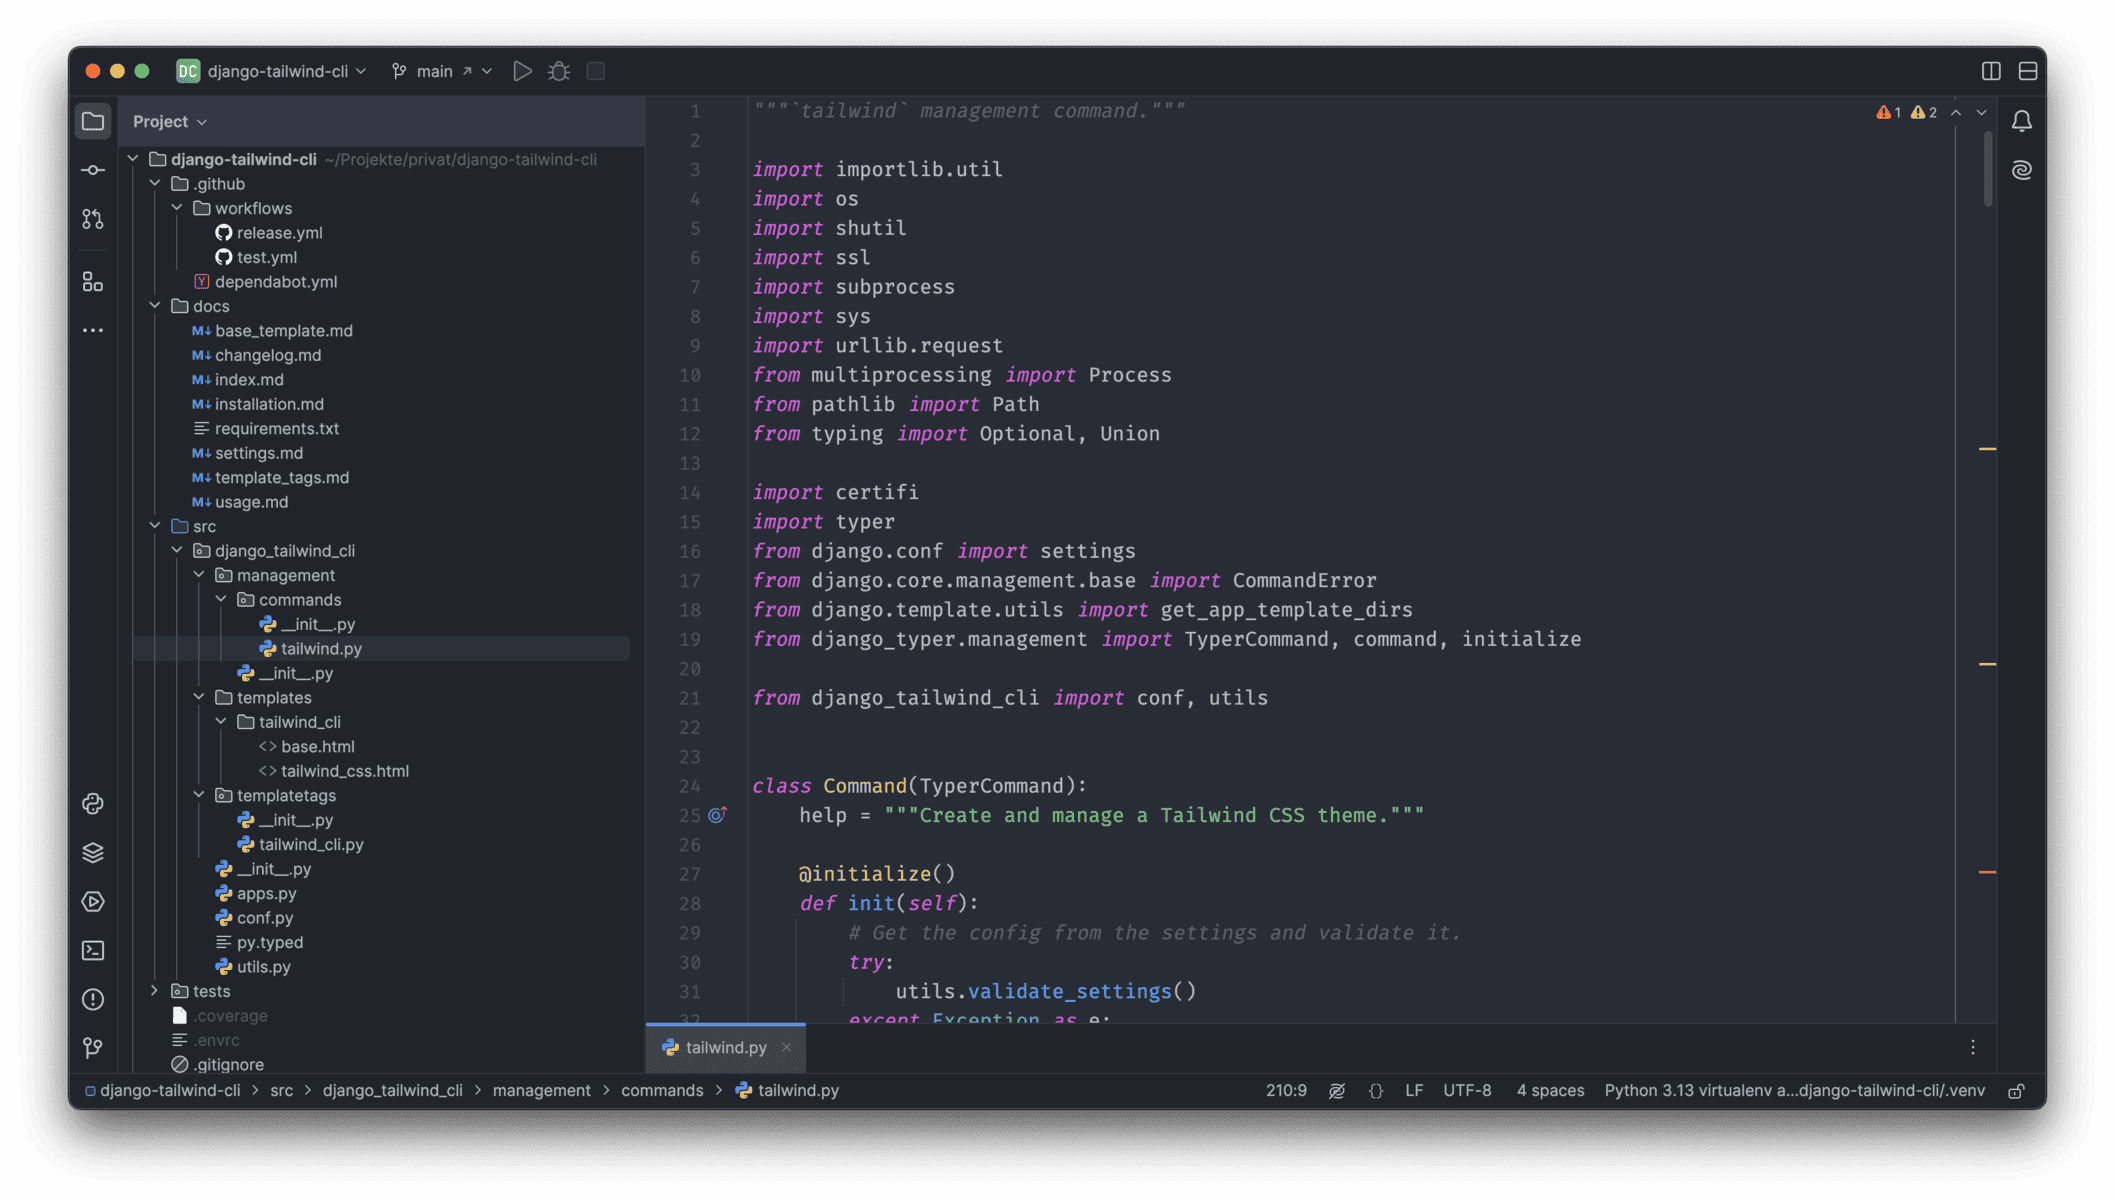 DC django-tailwind-cli main
Project
django-tailwind-cli ~/Projekte/privat/django-tailwind-cli
.github
workflows
release.yml
test.yml
Y dependabot.yml
docs
M↓ base_template.md
M↓ changelog.md
M↓ index.md
M↓ installation.md
requirements.txt
M↓ settings.md
M↓ template_tags.md
M↓ usage.md
src
django_tailwind_cli
management
commands
__init__.py
tailwind.py
__init__.py
templates
tailwind_cli
<> base.html
<> tailwind_css.html
templatetags
__init__.py
tailwind_cli.py
__init__.py
apps.py
conf.py
py.typed
utils.py
tests
.coverage
.envrc
.gitignore
1 """`tailwind` management command."""
1 2
2
3 import importlib.util
4 import os
5 import shutil
6 import ssl
7 import subprocess
8 import sys
9 import urllib.request
10 from multiprocessing import Process
11 from pathlib import Path
12 from typing import Optional, Union
13
14 import certifi
15 import typer
16 from django.conf import settings
17 from django.core.management.base import CommandError
18 from django.template.utils import get_app_template_dirs
19 from django_typer.management import TyperCommand, command, initialize
20
21 from django_tailwind_cli import conf, utils
22
23
24 class Command(TyperCommand):
25 help = """Create and manage a Tailwind CSS theme."""
26
27 @initialize()
28 def init(self):
29 # Get the config from the settings and validate it.
30 try:
31 utils.validate_settings()
32 except Exception as e:
tailwind.py ×
django-tailwind-cli > src > django_tailwind_cli > management > commands > tailwind.py
210:9 {} LF UTF-8 4 spaces Python 3.13 virtualenv a...django-tailwind-cli/.venv